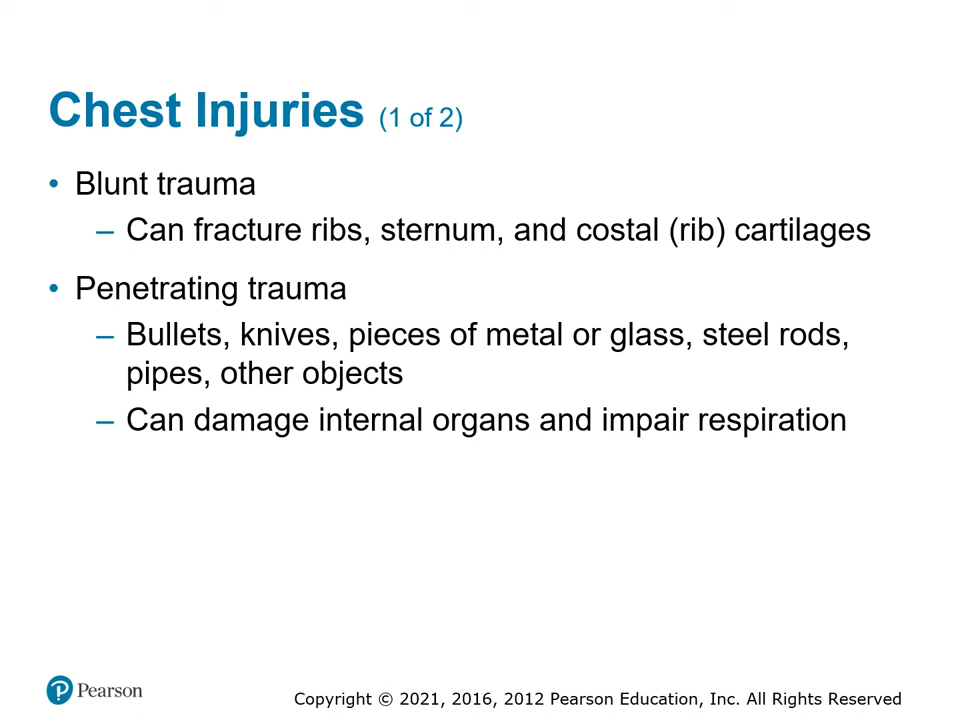 Chest Injuries (1 of 2)
• Blunt trauma
– Can fracture ribs, sternum, and costal (rib) cartilages
• Penetrating trauma
– Bullets, knives, pieces of metal or glass, steel rods,
pipes, other objects
– Can damage internal organs and impair respiration
Pearson
Copyright © 2021, 2016, 2012 Pearson Education, Inc. All Rights Reserved